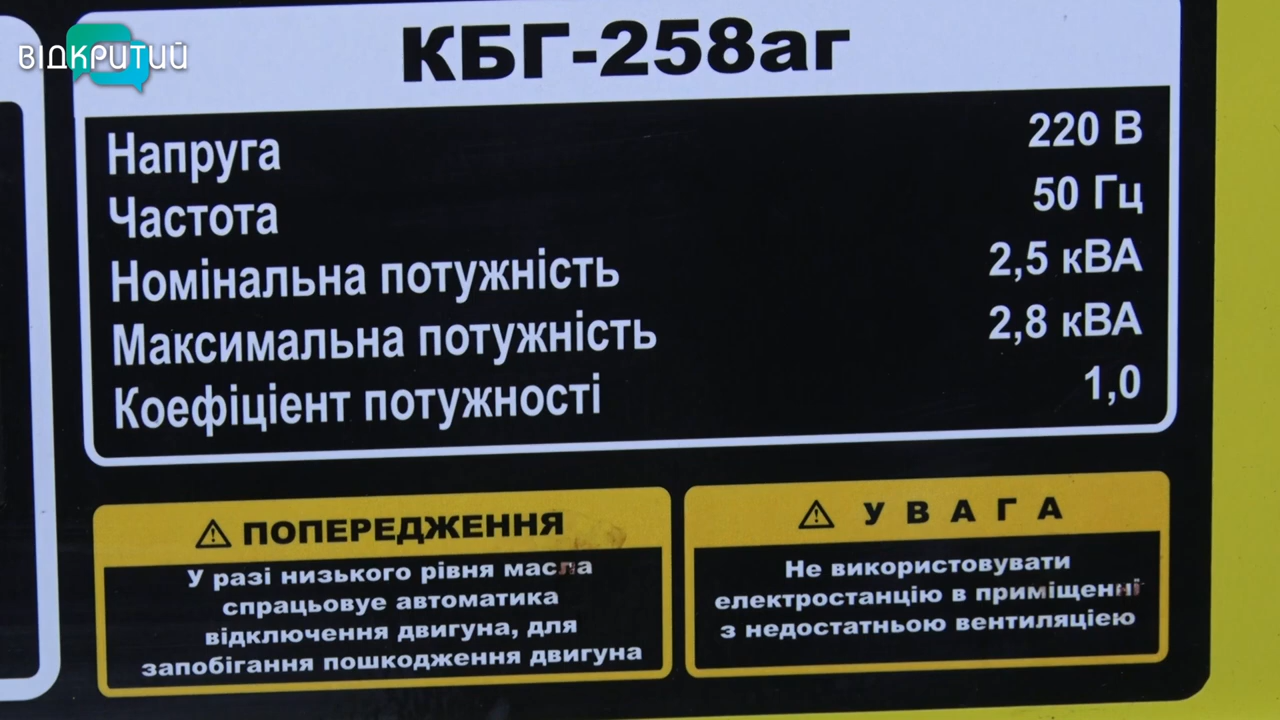 ВІДКРИТИЙ
КБГ-258аг
Напруга 220 В
Частота 50 Гц
Номінальна потужність 2,5 кВА
Максимальна потужність 2,8 кВА
Коефіцієнт потужності 1,0
ПОПЕРЕДЖЕННЯ
У разі низького рівня масла
спрацьовує автоматика
відключення двигуна, для
запобігання пошкодження двигуна
УВАГА
Не використовувати
електростанцію в приміщенні
з недостатньою вентиляцією